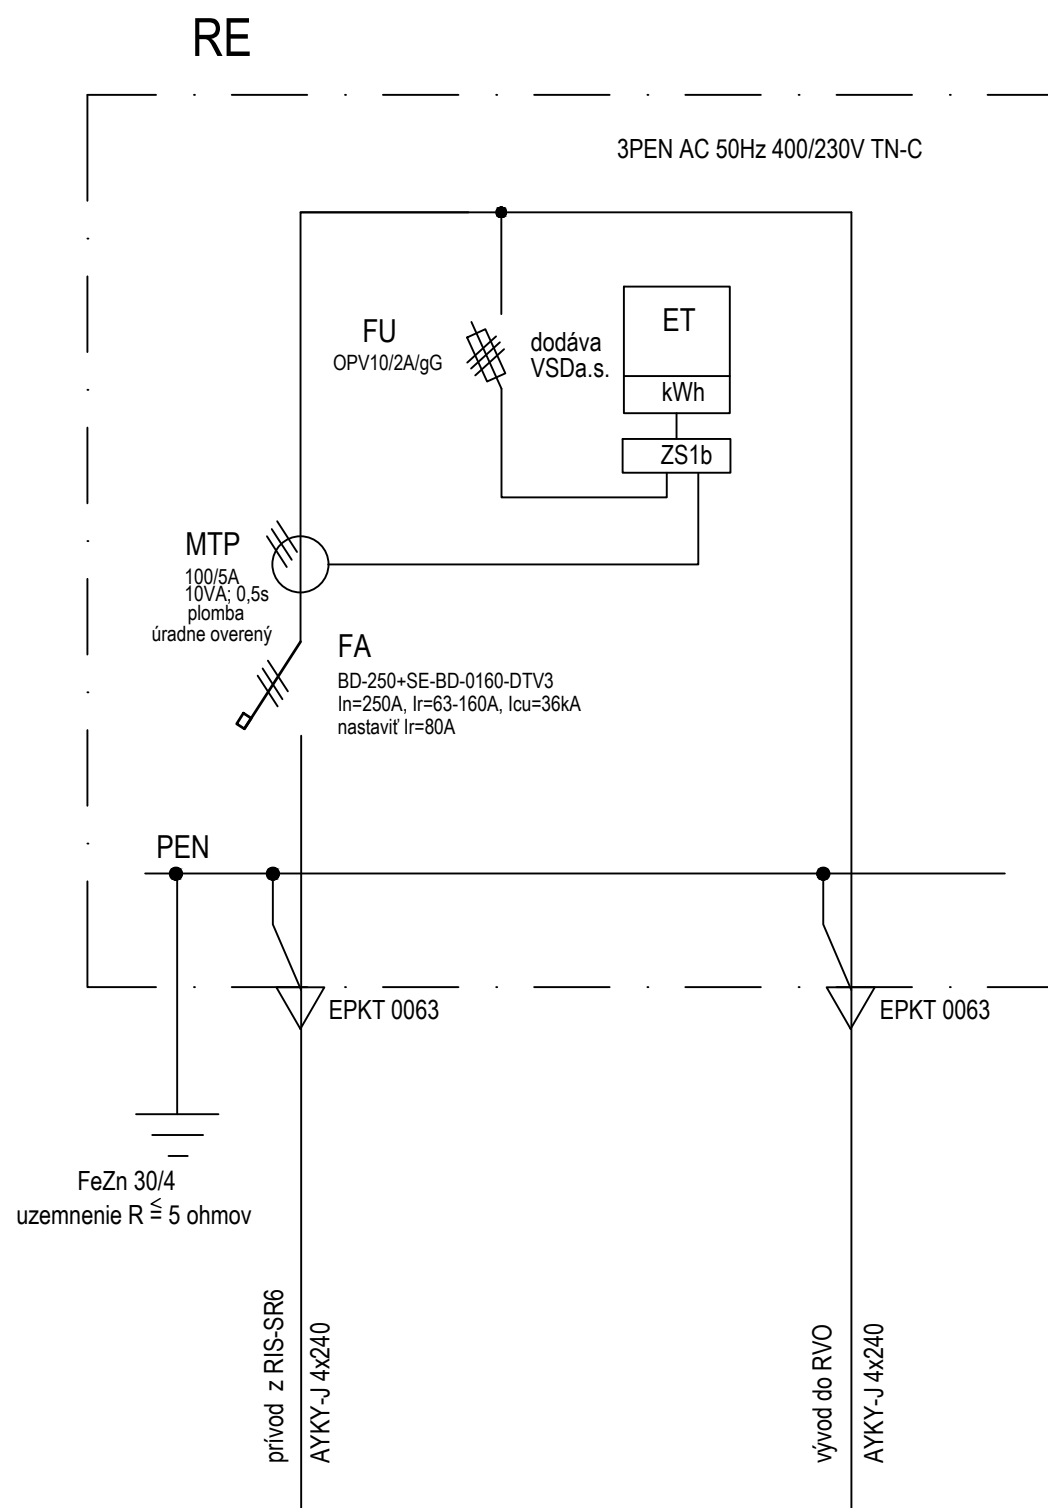 RE
3PEN AC 50Hz 400/230V TN-C
FU
OPV10/2A/gG
dodáva
VSDa.s.
ET
kWh
ZS1b
MTP
100/5A
10VA; 0,5s
plomba
úradne overený
FA
BD-250+SE-BD-0160-DTV3
In=250A, Ir=63-160A, Icu=36kA
nastaviť Ir=80A
PEN
EPKT 0063
EPKT 0063
FeZn 30/4
uzemnenie R ≦ 5 ohmov
prívod z RIS-SR6
AYKY-J 4x240
vývod do RVO
AYKY-J 4x240